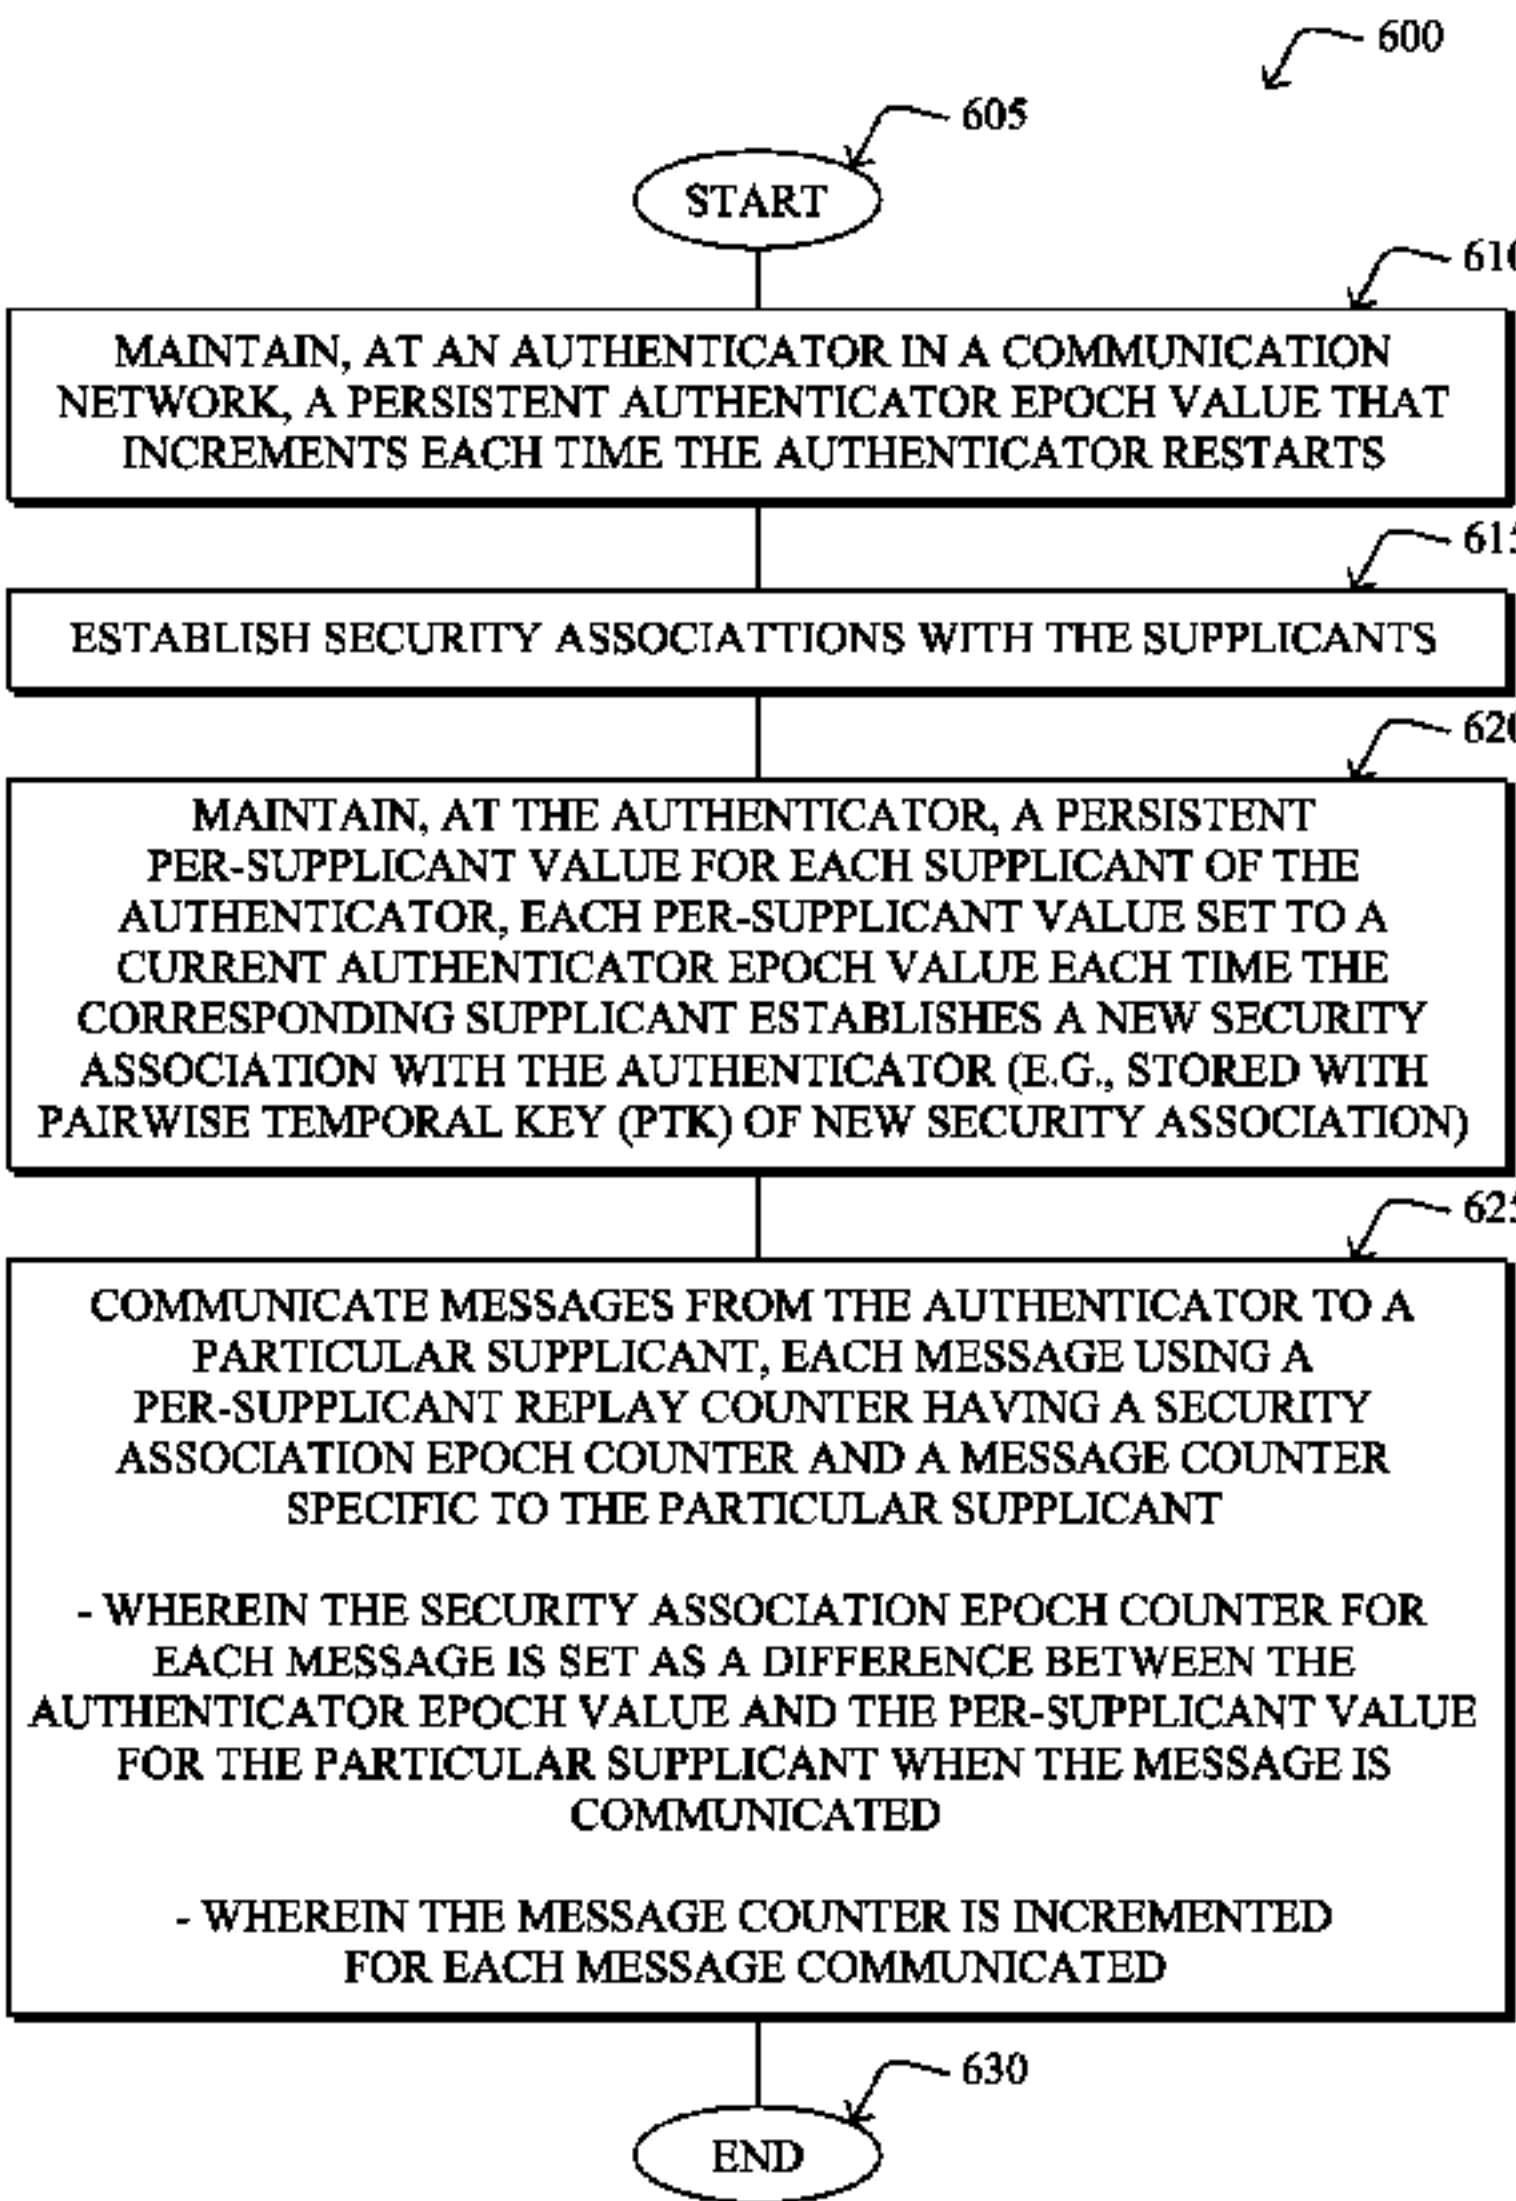 600
605
START
610
MAINTAIN, AT AN AUTHENTICATOR IN A COMMUNICATION
NETWORK, A PERSISTENT AUTHENTICATOR EPOCH VALUE THAT
INCREMENTS EACH TIME THE AUTHENTICATOR RESTARTS
615
ESTABLISH SECURITY ASSOCIATTIONS WITH THE SUPPLICANTS
620
MAINTAIN, AT THE AUTHENTICATOR, A PERSISTENT
PER-SUPPLICANT VALUE FOR EACH SUPPLICANT OF THE
AUTHENTICATOR, EACH PER-SUPPLICANT VALUE SET TO A
CURRENT AUTHENTICATOR EPOCH VALUE EACH TIME THE
CORRESPONDING SUPPLICANT ESTABLISHES A NEW SECURITY
ASSOCIATION WITH THE AUTHENTICATOR (E.G., STORED WITH
PAIRWISE TEMPORAL KEY (PTK) OF NEW SECURITY ASSOCIATION)
625
COMMUNICATE MESSAGES FROM THE AUTHENTICATOR TO A
PARTICULAR SUPPLICANT, EACH MESSAGE USING A
PER-SUPPLICANT REPLAY COUNTER HAVING A SECURITY
ASSOCIATION EPOCH COUNTER AND A MESSAGE COUNTER
SPECIFIC TO THE PARTICULAR SUPPLICANT
- WHEREIN THE SECURITY ASSOCIATION EPOCH COUNTER FOR
EACH MESSAGE IS SET AS A DIFFERENCE BETWEEN THE
AUTHENTICATOR EPOCH VALUE AND THE PER-SUPPLICANT VALUE
FOR THE PARTICULAR SUPPLICANT WHEN THE MESSAGE IS
COMMUNICATED
- WHEREIN THE MESSAGE COUNTER IS INCREMENTED
FOR EACH MESSAGE COMMUNICATED
630
END